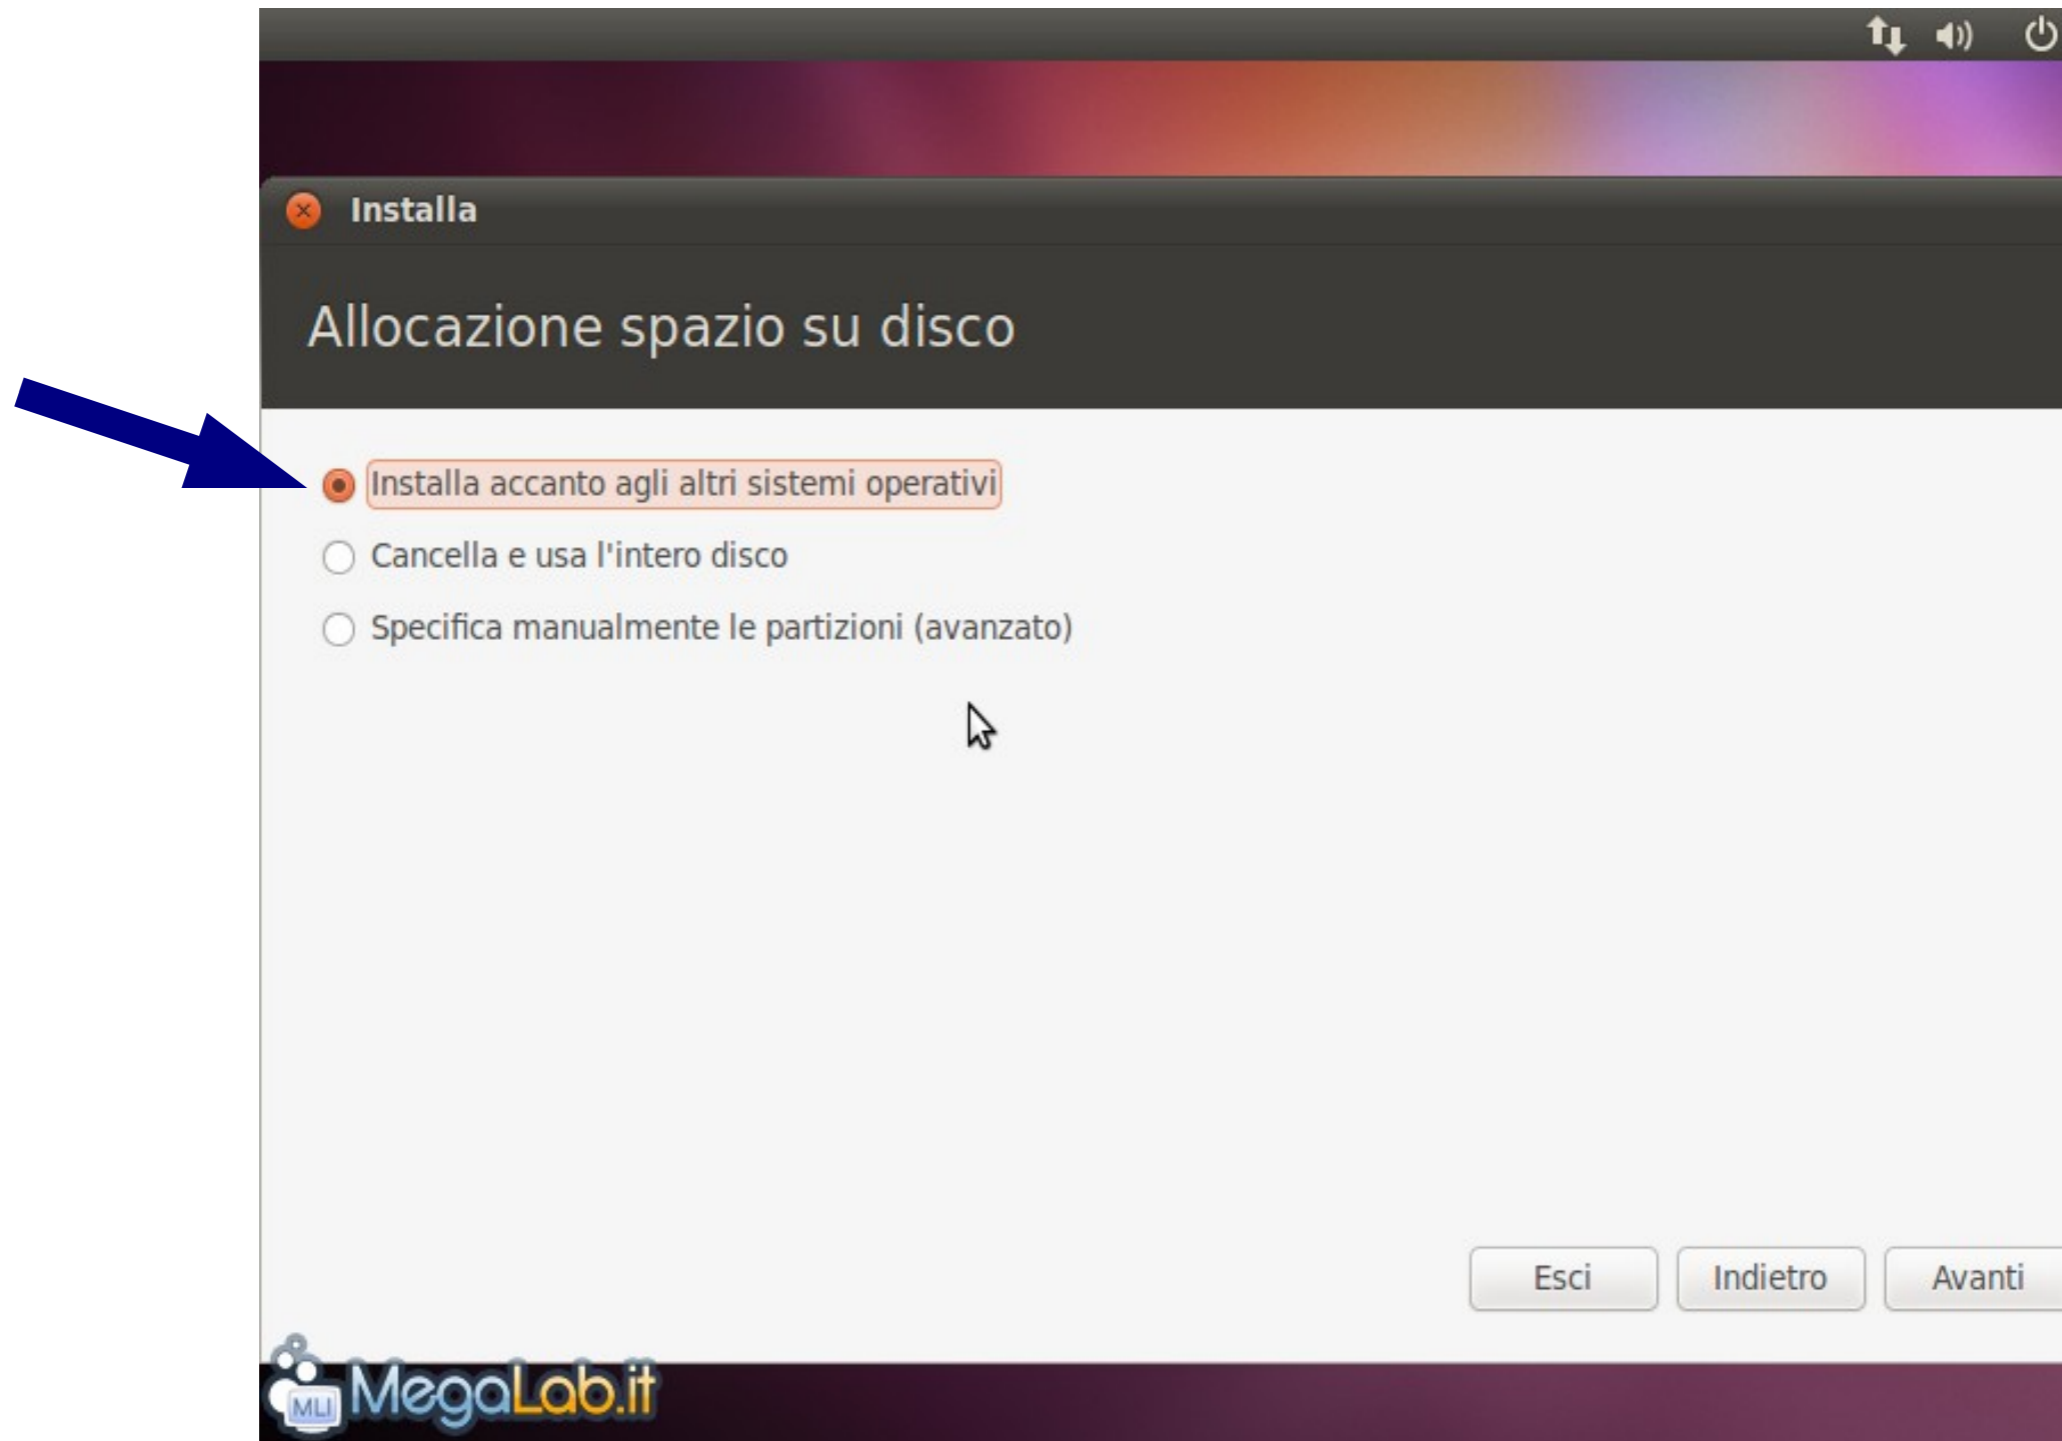 Installa
Allocazione spazio su disco
Installa accanto agli altri sistemi operativi
Cancella e usa l'intero disco
Specifica manualmente le partizioni (avanzato)
Esci Indietro Avanti
MLI MegaLab.it